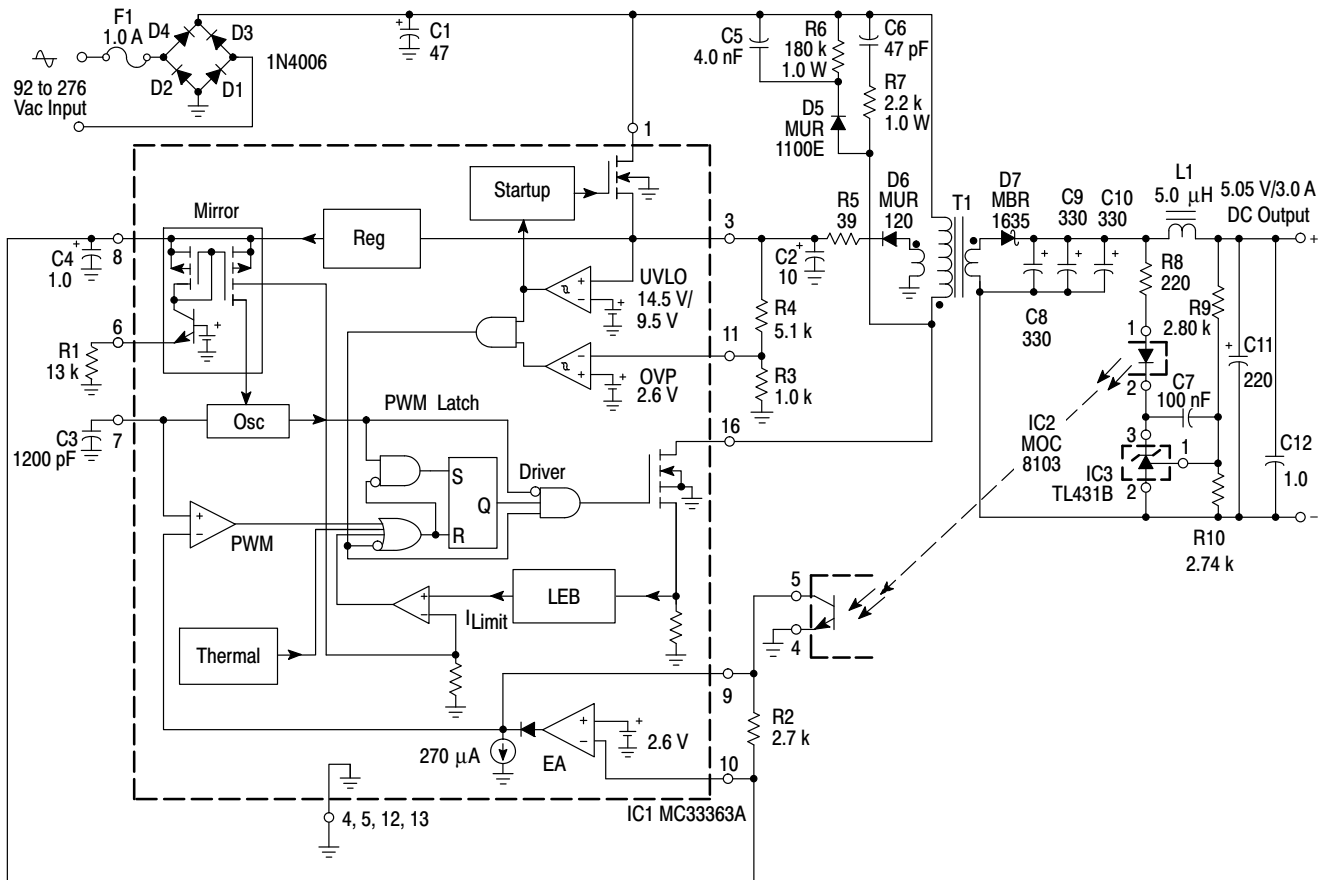 F1
1.0 A
D4
D3
D2
D1
1N4006
92 to 276
Vac Input
+
C1
47
C5
4.0 nF
R6
180 k
1.0 W
C6
47 pF
R7
2.2 k
1.0 W
D5
MUR
1100E
1
Startup
Mirror
Reg
3
R5
39
D6
MUR
120
T1
D7
MBR
1635
C9
330
C10
330
L1
5.0 µH
5.05 V/3.0 A
DC Output
+
+
C4
1.0
8
+
C2
10
+
+
+
C8
330
R8
220
R9
2.80 k
UVLO
14.5 V/
9.5 V
+
−
+
R4
5.1 k
6
+
R1
13 k
11
−
+
+
OVP
2.6 V
R3
1.0 k
1
2
+
C11
220
C7
100 nF
IC2
MOC
8103
3
1
IC3
TL431B
2
C12
1.0
−
R10
2.74 k
Osc
PWM Latch
C3
1200 pF
7
16
S
Q
R
Driver
+
−
PWM
LEB
+
−
ILimit
5
4
Thermal
9
R2
2.7 k
270 µA
EA
+
−
+
2.6 V
10
4, 5, 12, 13
IC1 MC33363A